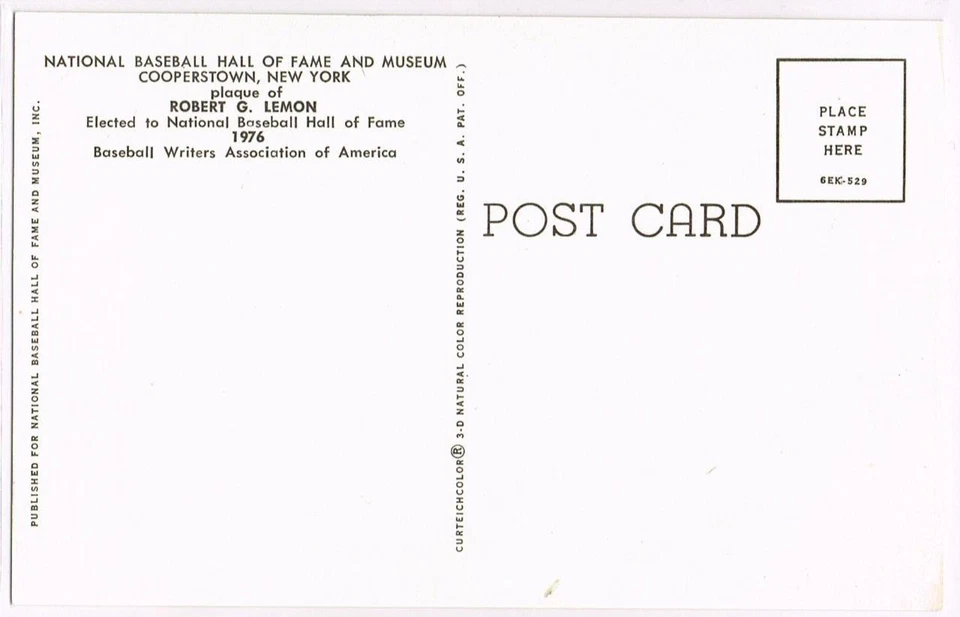 NATIONAL BASEBALL HALL OF FAME AND MUSEUM
COOPERSTOWN, NEW YORK
plaque of
ROBERT G. LEMON
Elected to National Baseball Hall of Fame
1976
Baseball Writers Association of America
PUBLISHED FOR NATIONAL BASEBALL HALL OF FAME AND MUSEUM, INC.
CURTEICHCOLOR® 3-D NATURAL COLOR REPRODUCTION (REG. U. S. A. PAT. OFF.)
POST CARD
PLACE
STAMP
HERE
6EK-529